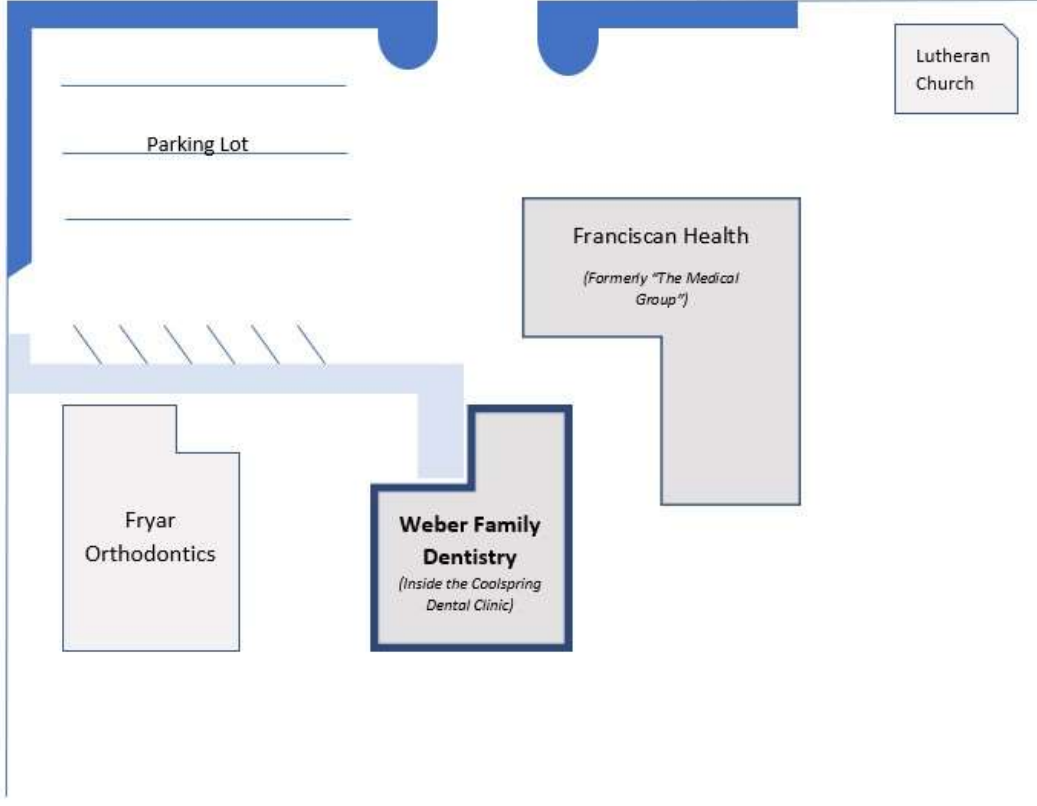 Lutheran
Church
Parking Lot
Franciscan Health
(Formerly “The Medical
Group”)
Fryar
Orthodontics
Weber Family
Dentistry
(Inside the Coolspring
Dental Clinic)